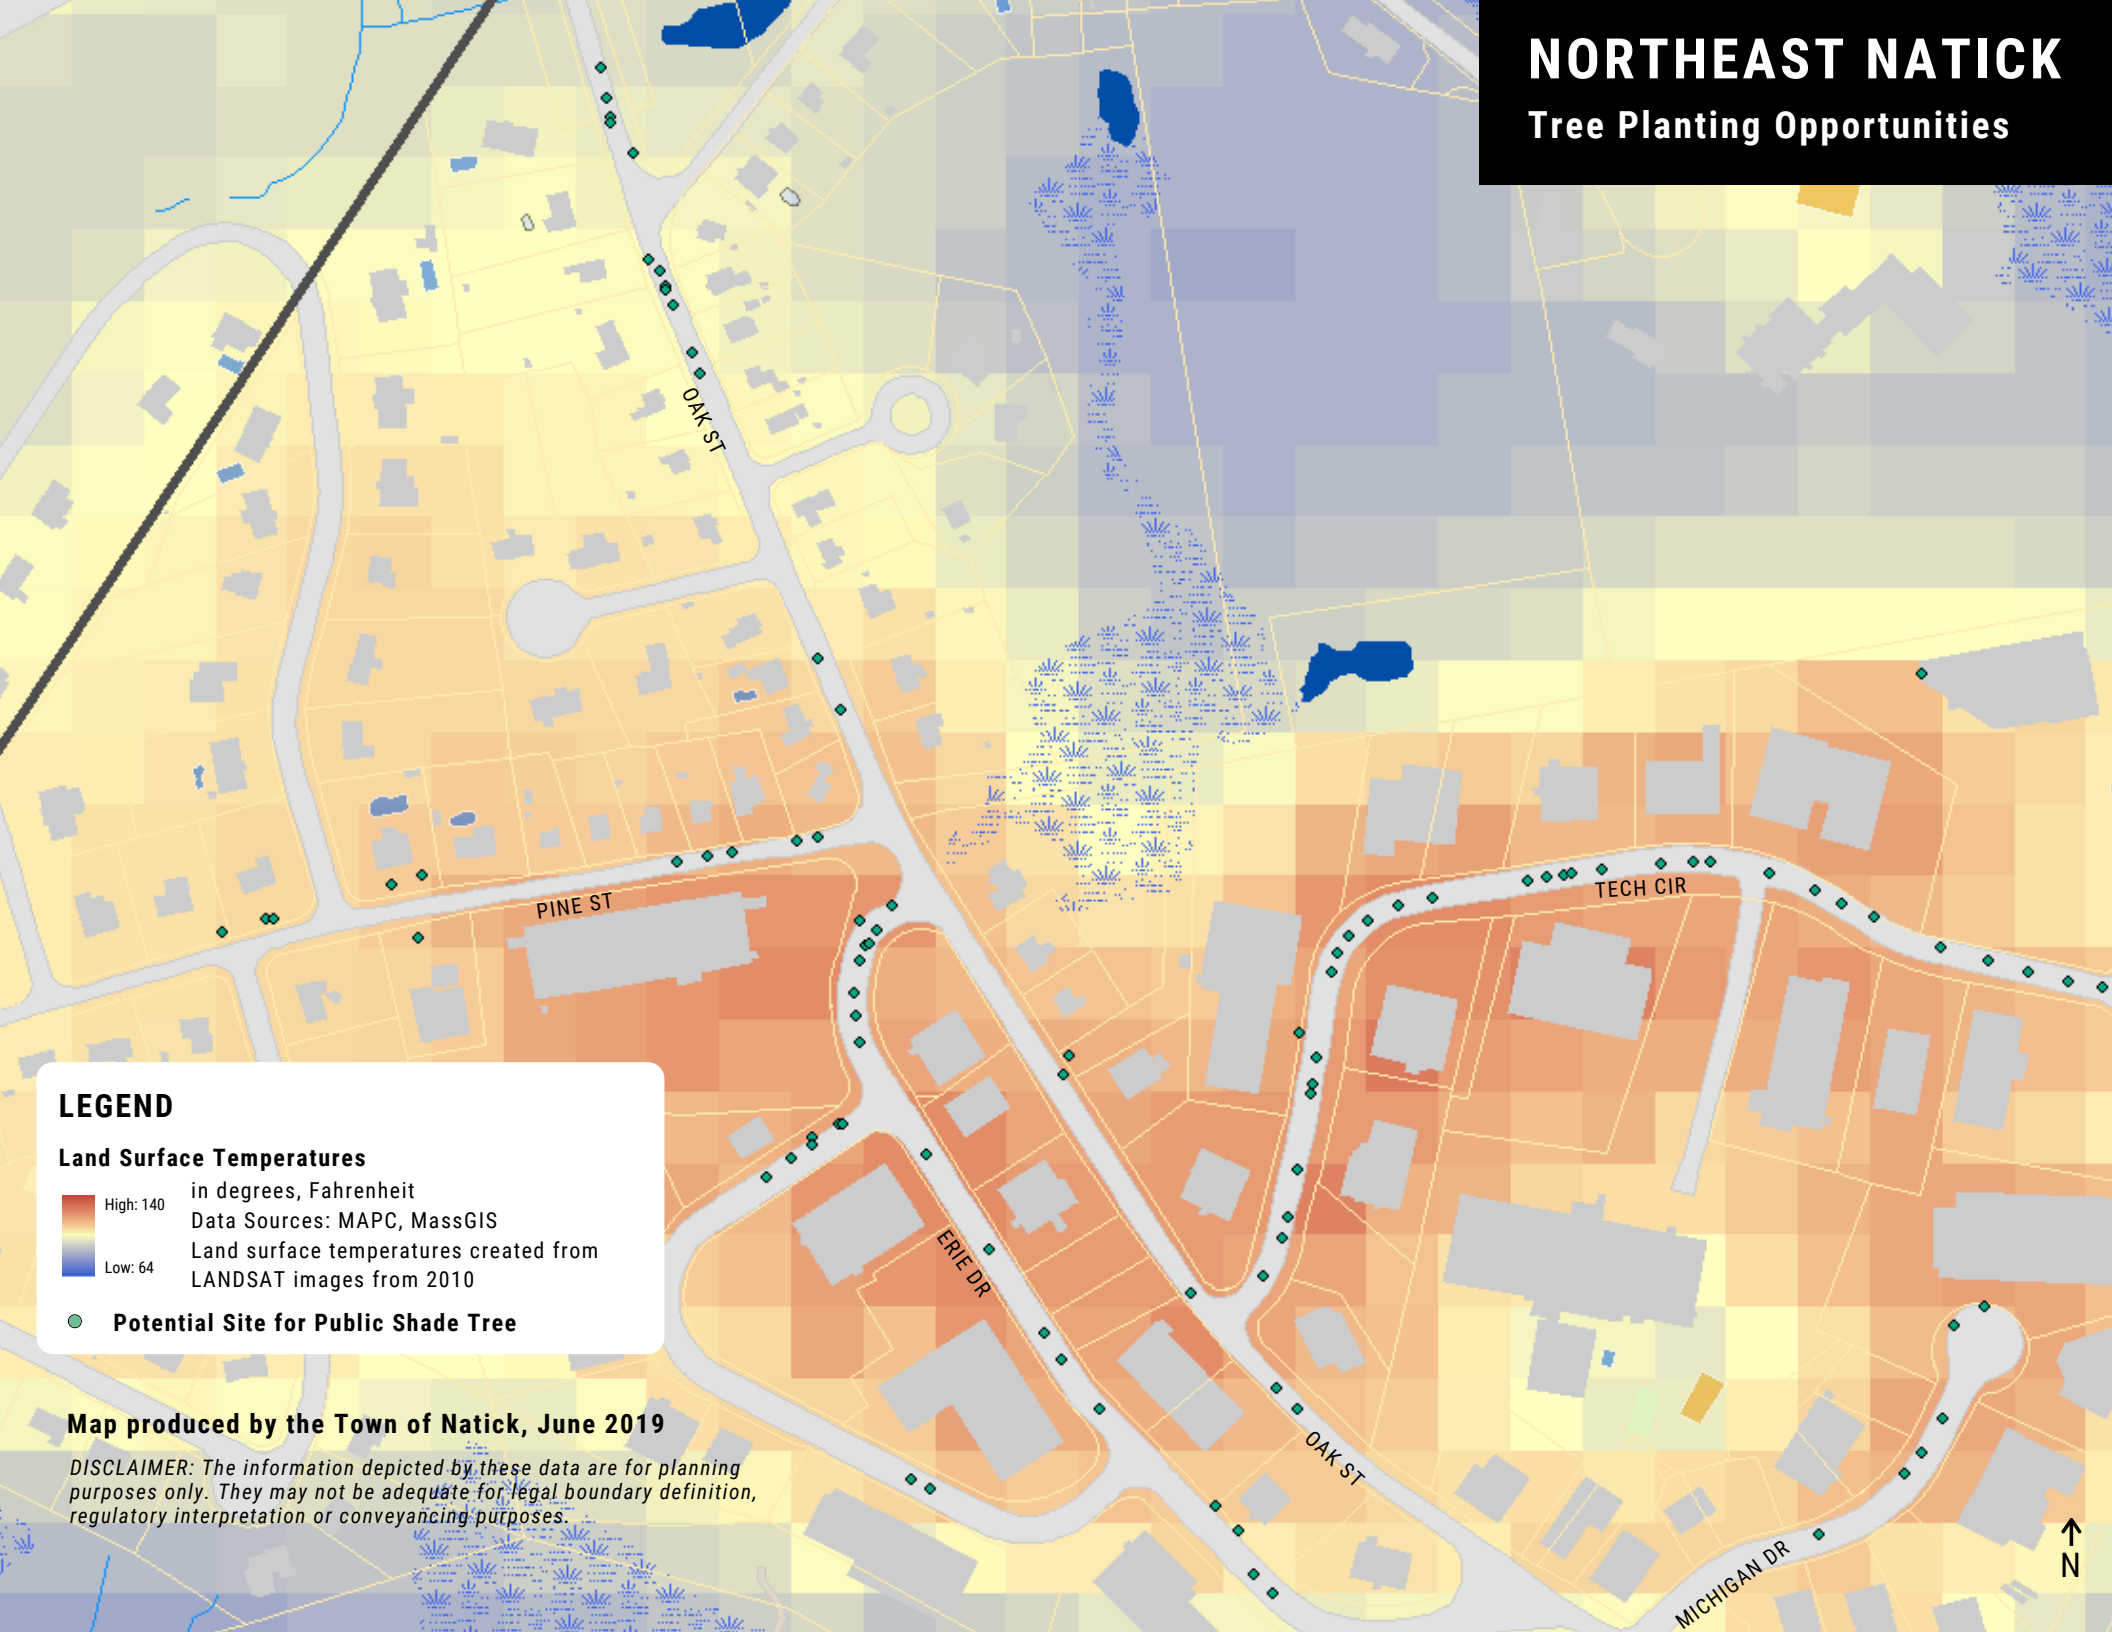 NORTHEAST NATICK
Tree Planting Opportunities
OAK ST
PINE ST
TECH CIR
ERIE DR
OAK ST
MICHIGAN DR
N
LEGEND
Land Surface Temperatures
High: 140
Low: 64
in degrees, Fahrenheit
Data Sources: MAPC, MassGIS
Land surface temperatures created from
LANDSAT images from 2010
Potential Site for Public Shade Tree
Map produced by the Town of Natick, June 2019
DISCLAIMER: The information depicted by these data are for planning
purposes only. They may not be adequate for legal boundary definition,
regulatory interpretation or conveyancing purposes.